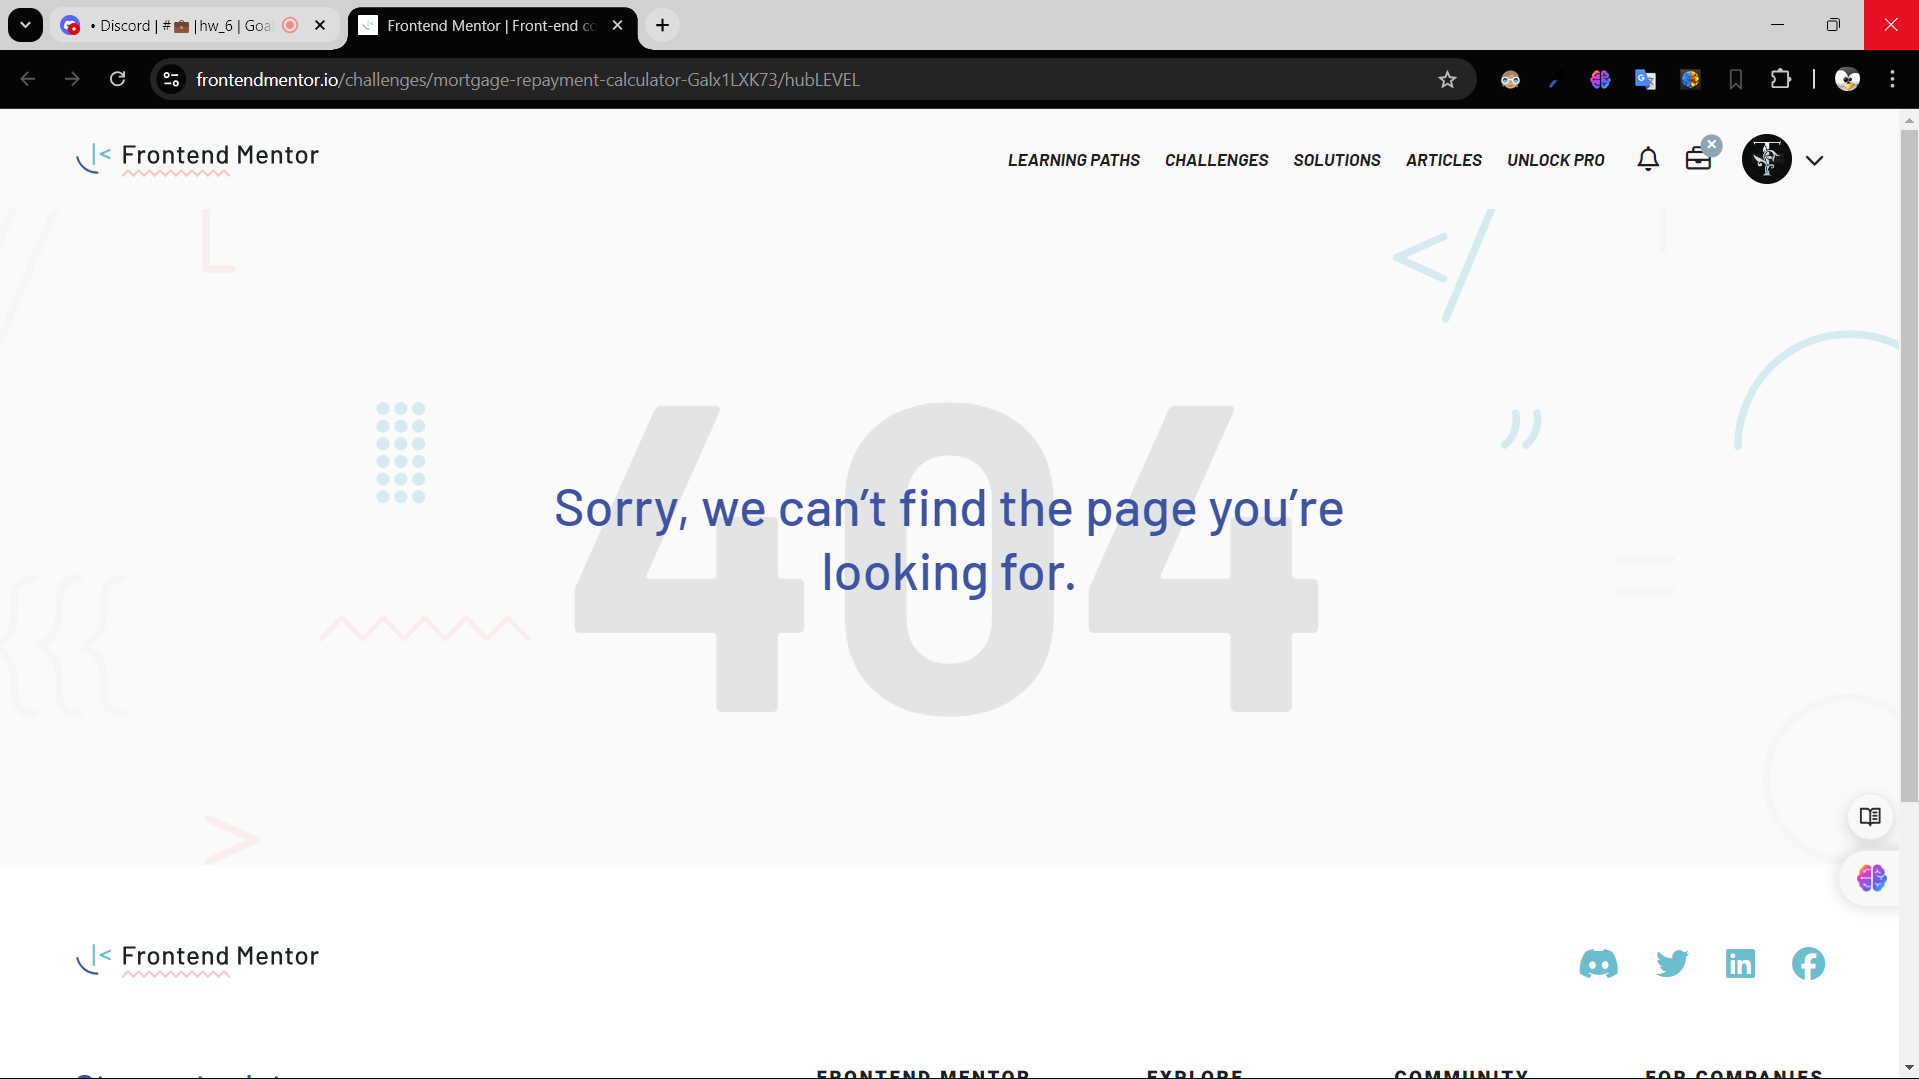 • Discord | #💼|hw_6 | Goa
Frontend Mentor | Front-end co
frontendmentor.io/challenges/mortgage-repayment-calculator-Galx1LXK73/hubLEVEL
Frontend Mentor
LEARNING PATHS
CHALLENGES
SOLUTIONS
ARTICLES
UNLOCK PRO
404
Sorry, we can’t find the page you’re
looking for.
Frontend Mentor
FRONTEND MENTOR
EXPLORE
COMMUNITY
FOR COMPANIES